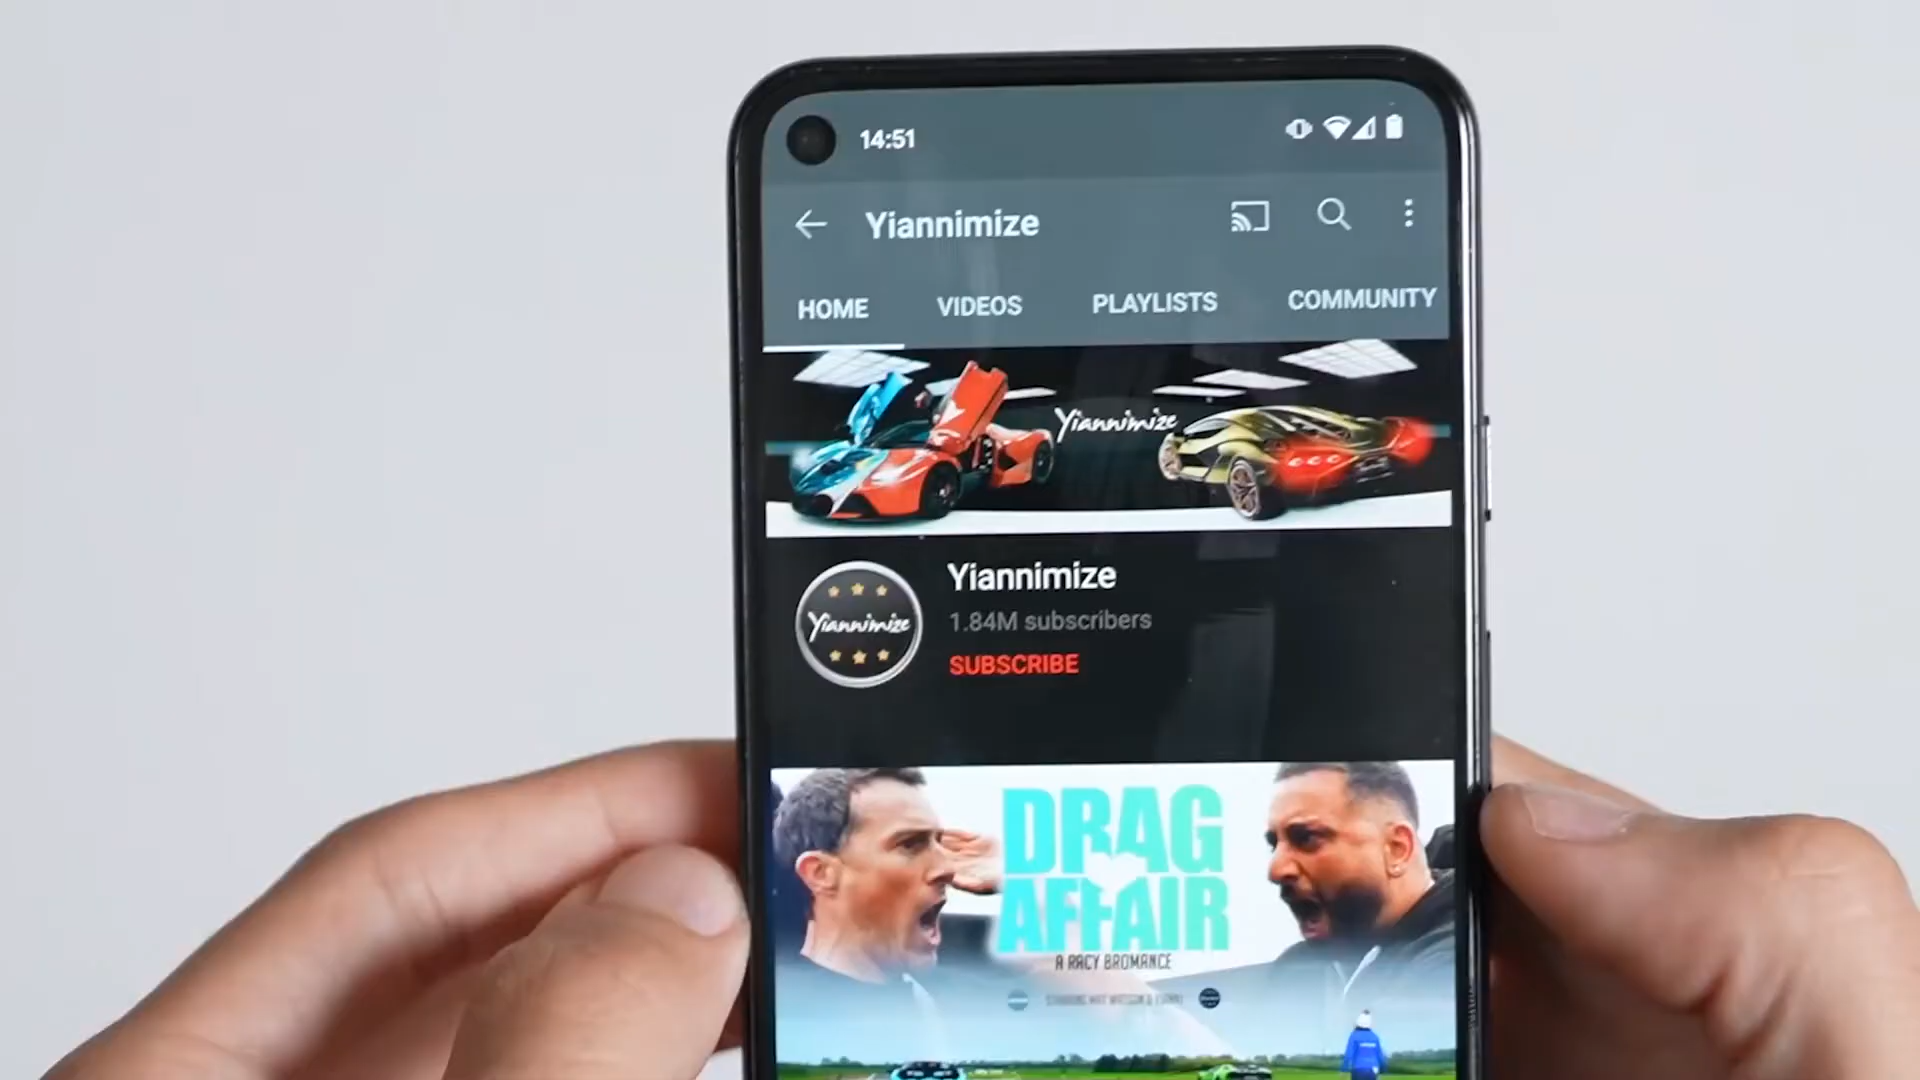 14:51
Yiannimize
HOME VIDEOS PLAYLISTS COMMUNITY
Yiannimize
Yiannimize
Yiannimize
1.84M subscribers
SUBSCRIBE
DRAG
AFFAIR
A RACY BROMANCE